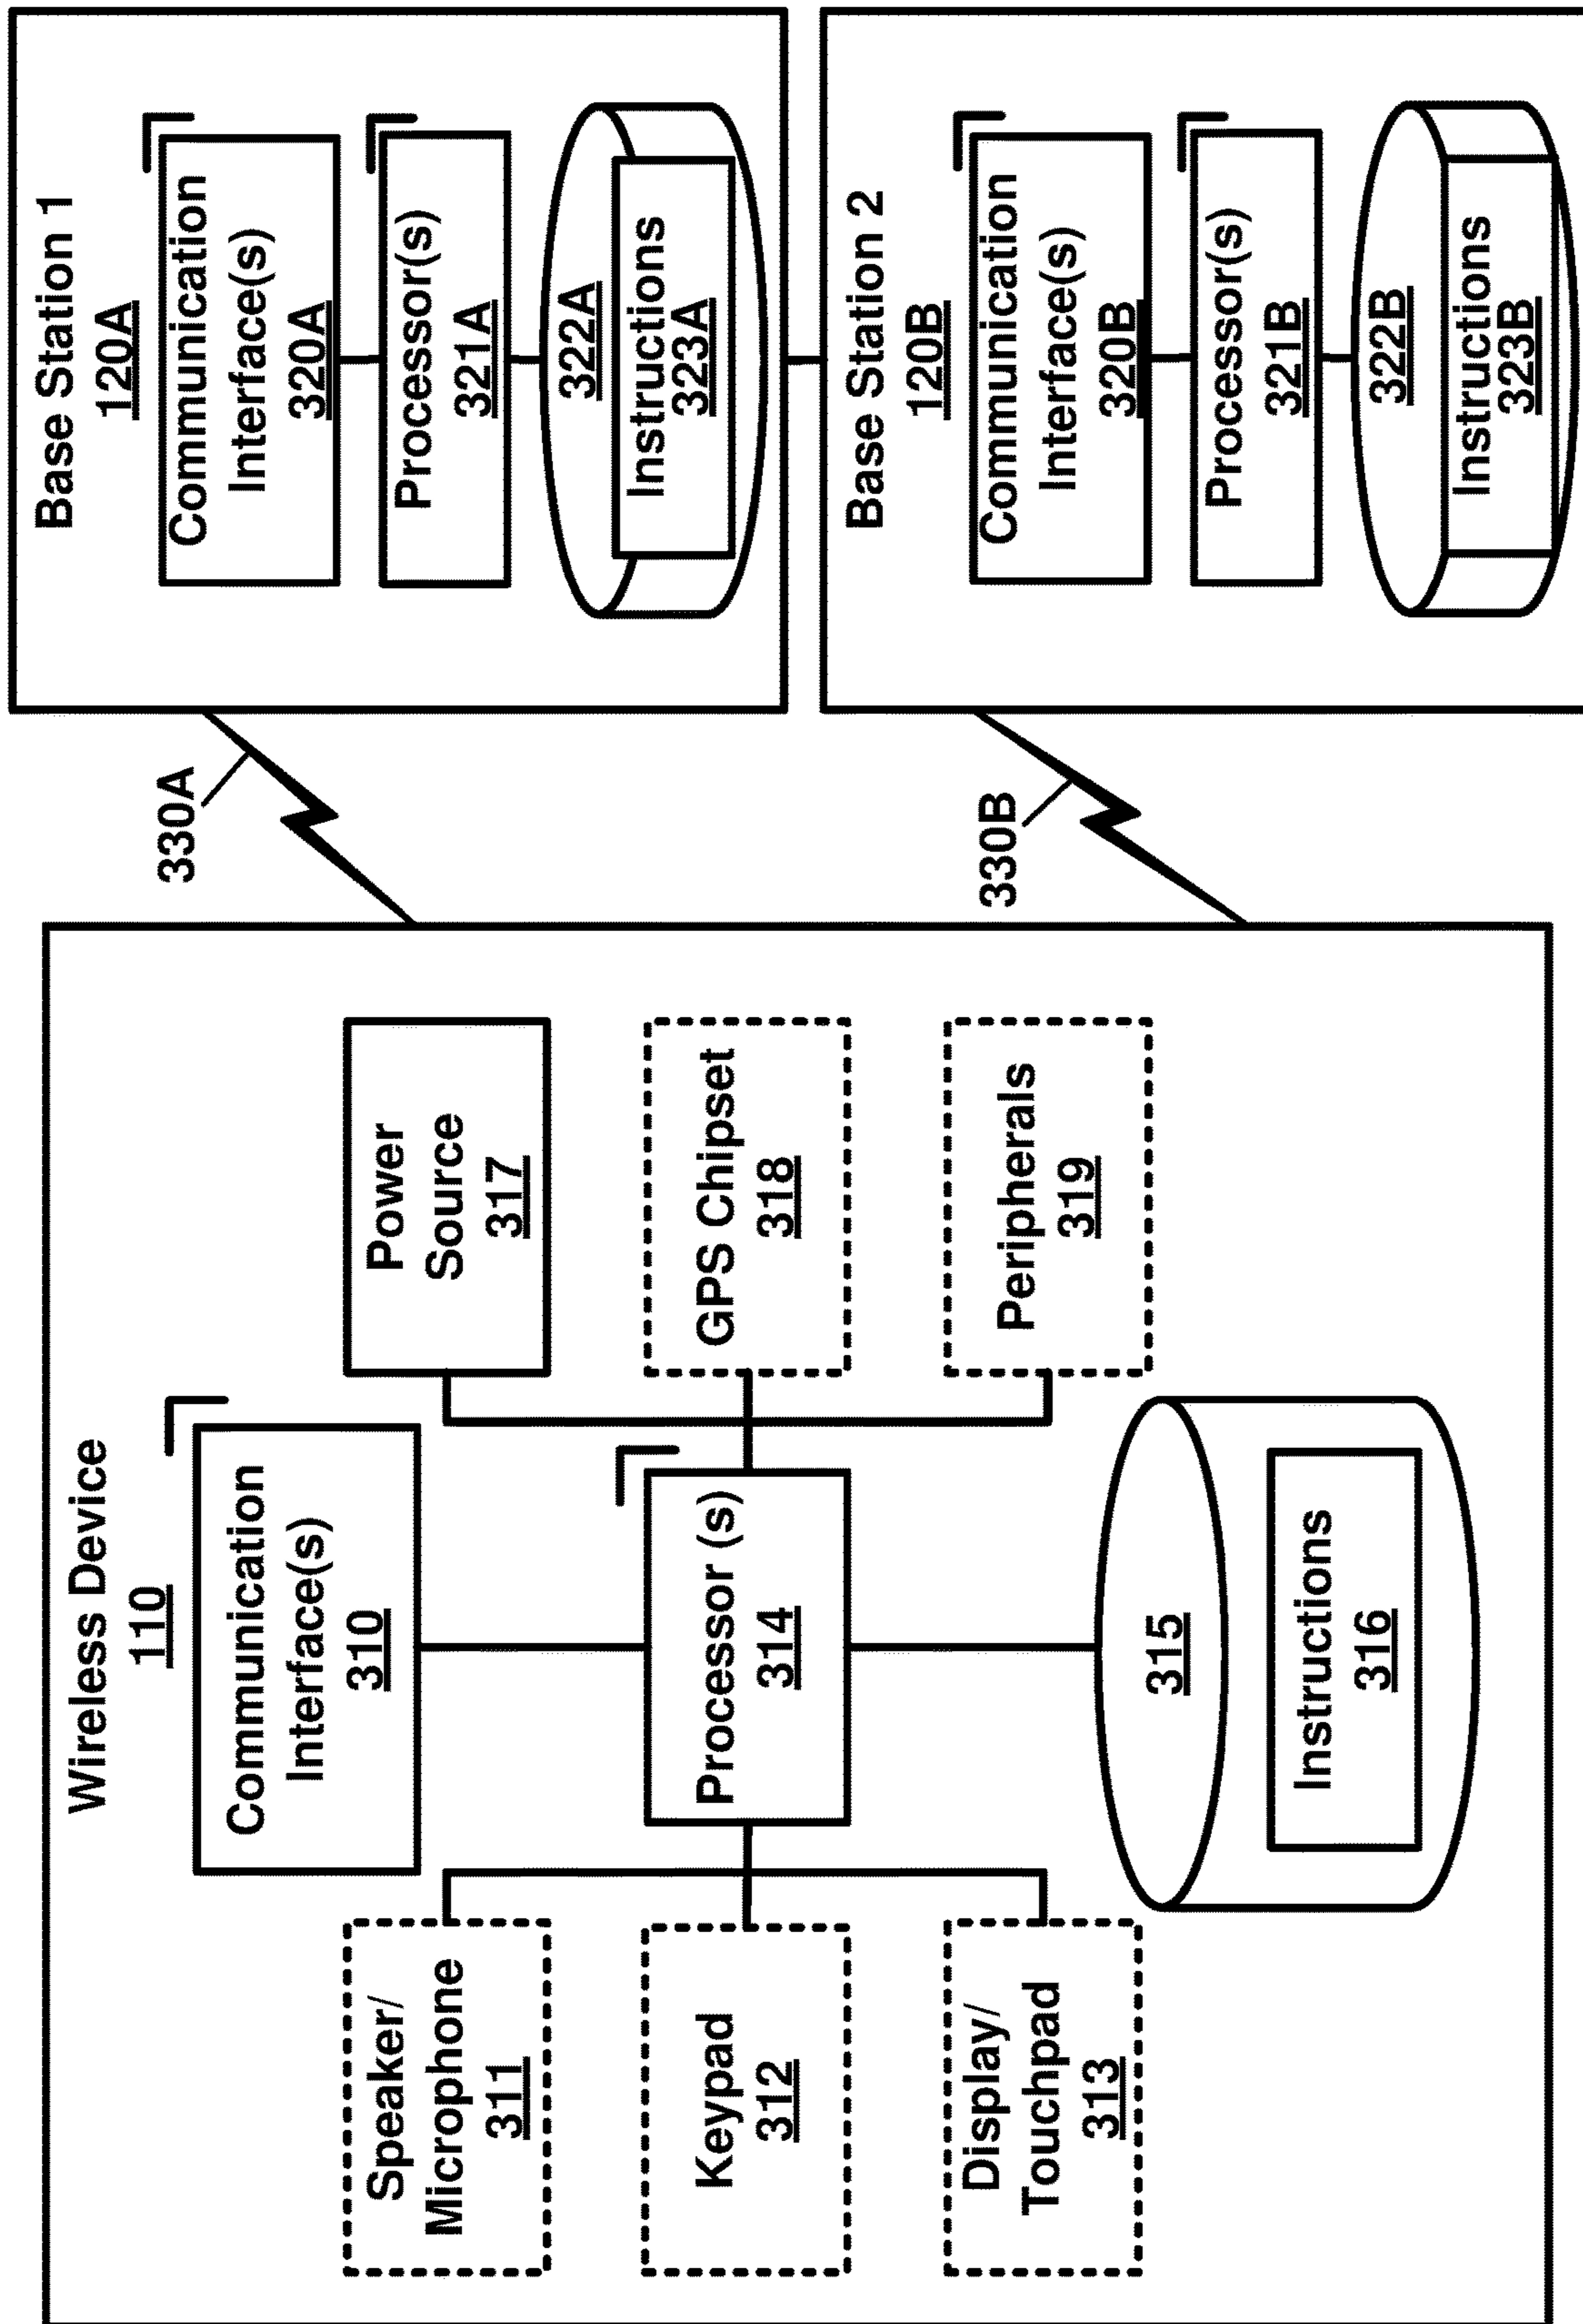 Wireless Device
110
Communication
Interface(s)
310
Speaker/
Microphone
311
Power
Source
317
Processor (s)
314
Keypad
312
GPS Chipset
318
Display/
Touchpad
313
Peripherals
319
315
Instructions
316
330A
330B
Base Station 1
120A
Communication
Interface(s)
320A
Processor(s)
321A
322A
Instructions
323A
Base Station 2
120B
Communication
Interface(s)
320B
Processor(s)
321B
322B
Instructions
323B